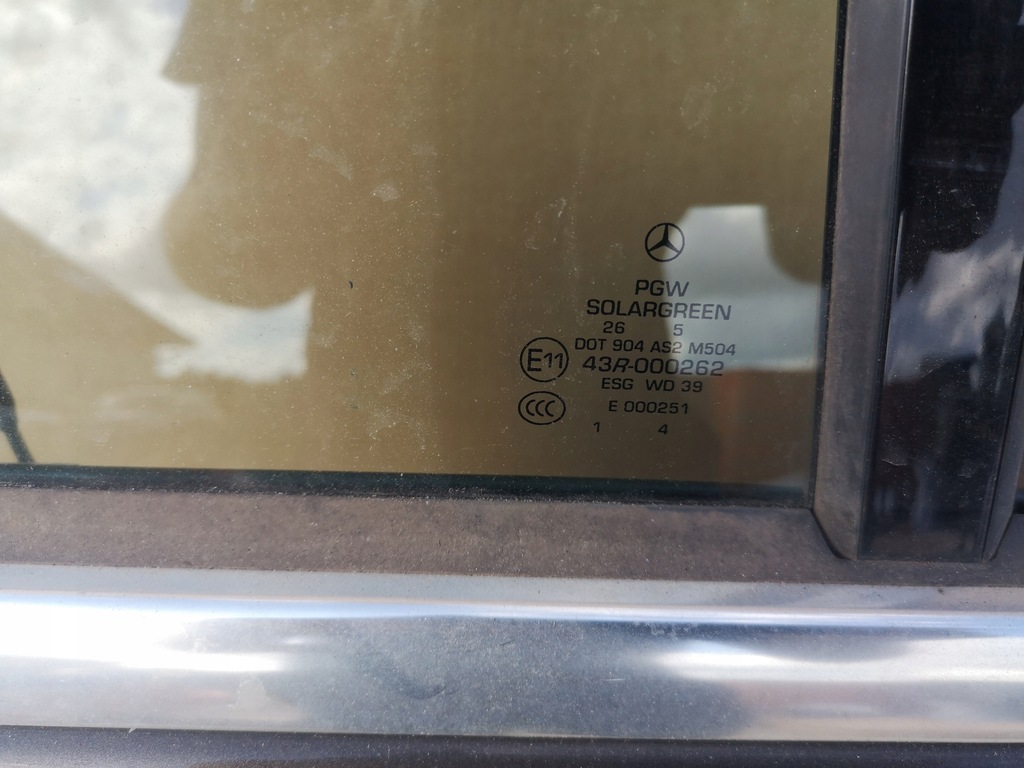 PGW
SOLARGREEN
26 5
DOT 904 AS2 M504
E11 43R-000262
ESG WD 39
CCC E 000251
1 4